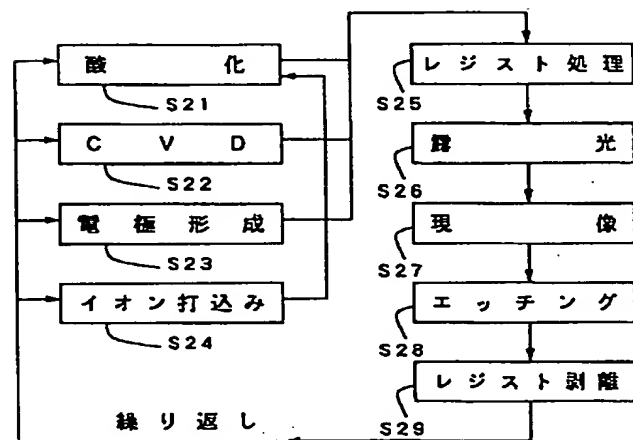 酸化
S21
CVD
S22
電極形成
S23
イオン打込み
S24
レジスト処理
S25
露光
S26
現像
S27
エッチング
S28
レジスト剥離
S29
繰り返し